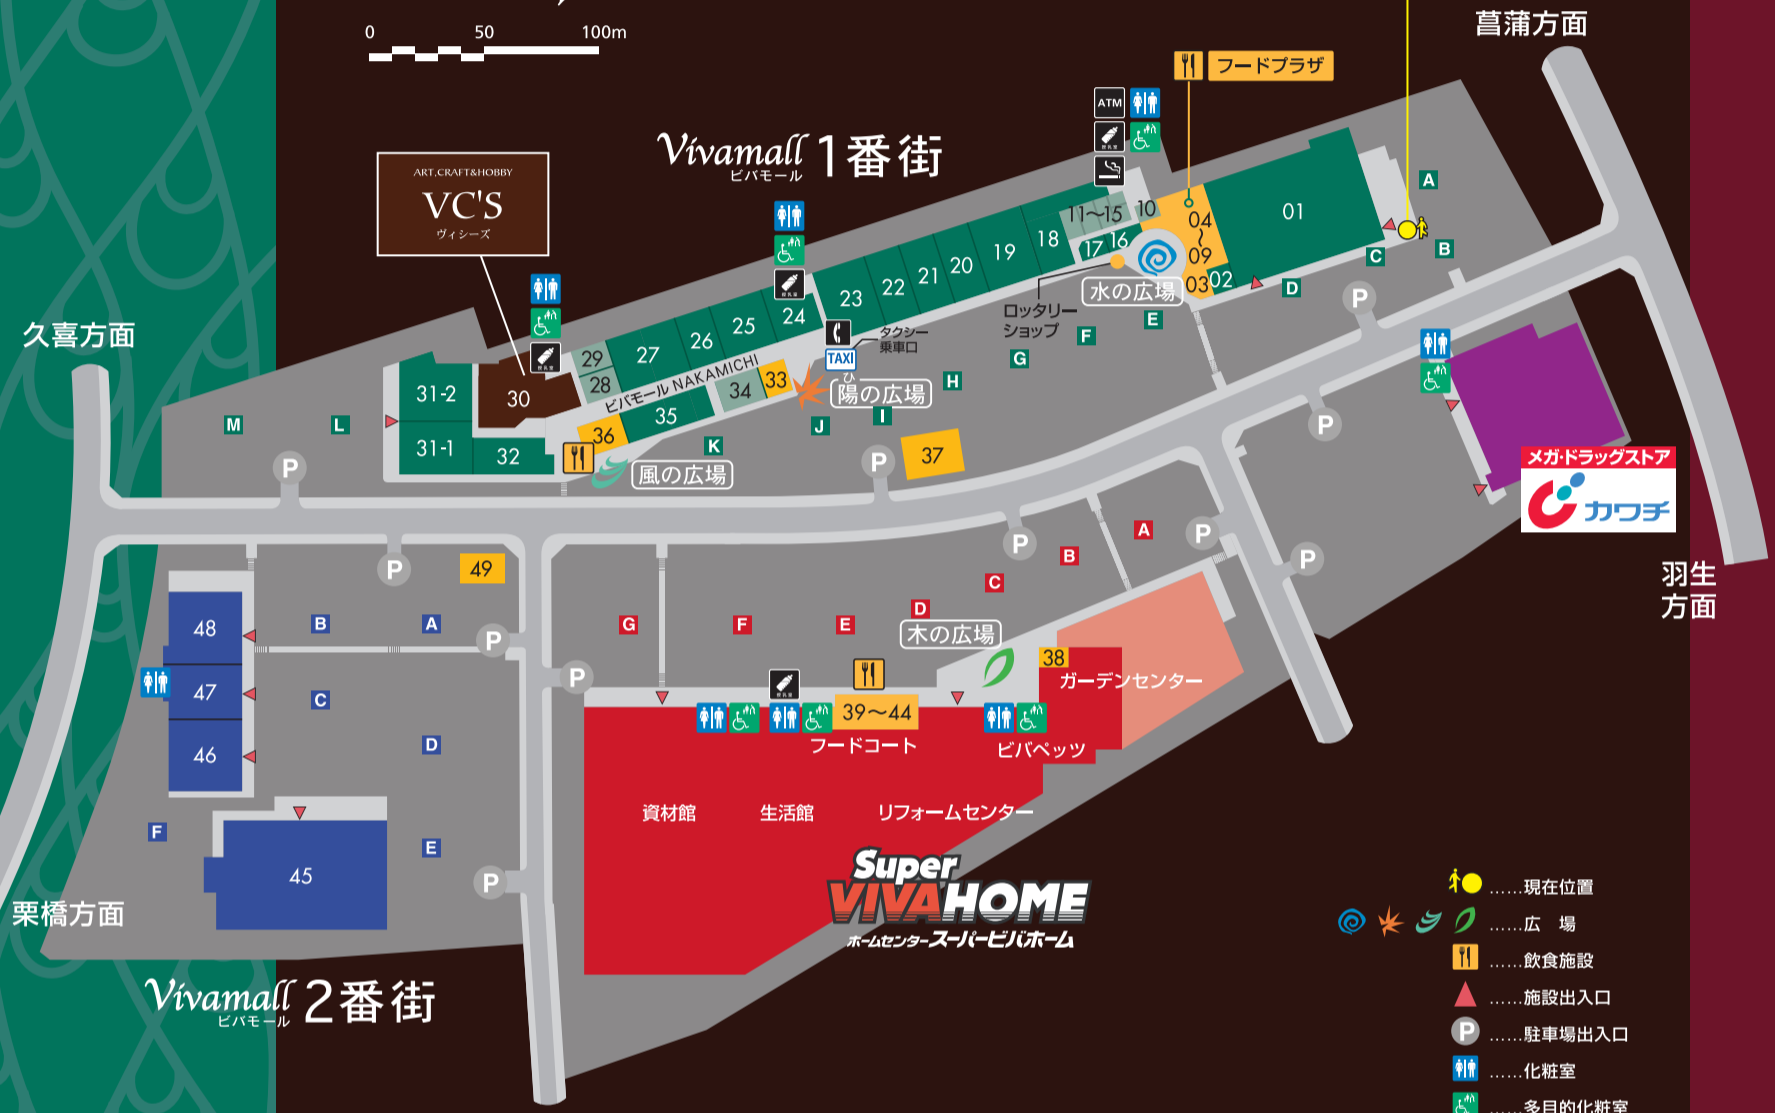 菖蒲方面
0 50 100m
フードプラザ
ATM
Vivamall 1番街
ビバモール
ART,CRAFT&HOBBY
VC'S
ヴィシーズ
久喜方面
01
A
B
C
D
02
03
04
〜
09
10
11〜15
16
17
水の広場
ロッタリー
ショップ
E
F
G
H
I
J
K
L
M
18
19
20
21
22
23
24
25
26
27
28
29
30
31-2
31-1
32
ビバモール NAKAMICHI
33
34
35
36
TAXI
タクシー
乗車口
ひ
陽の広場
風の広場
37
P
P
P
P
メガ・ドラッグストア
カワチ
羽生
方面
P
P
P
P
P
P
P
49
48
47
46
45
A
B
C
D
E
F
A
B
C
D
E
F
G
木の広場
38
ガーデンセンター
39〜44
フードコート
ビバペッツ
資材館
生活館
リフォームセンター
Super
VIVAHOME
ホームセンタースーパービバホーム
栗橋方面
Vivamall 2番街
ビバモール
……現在位置
……広　場
……飲食施設
……施設出入口
P ……駐車場出入口
……化粧室
多目的化粧室